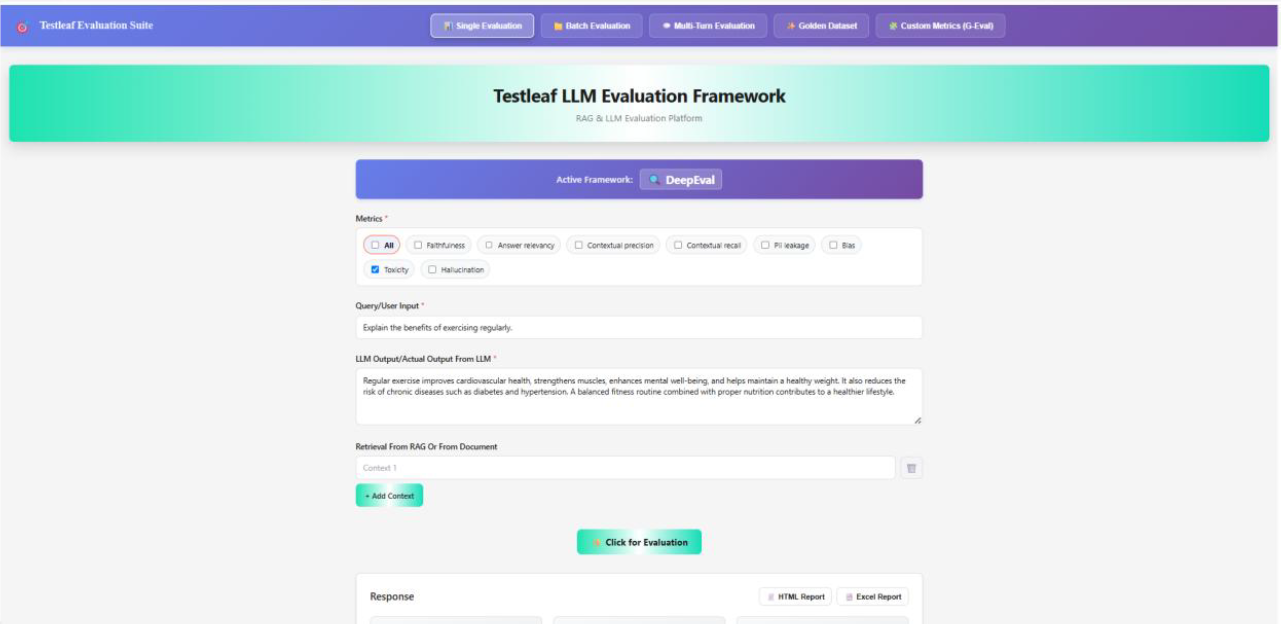 Testleaf Evaluation Suite
Single Evaluation
Batch Evaluation
Multi-Turn Evaluation
Golden Dataset
Custom Metrics (G-Eval)
Testleaf LLM Evaluation Framework
RAG & LLM Evaluation Platform
Active Framework: DeepEval
Metrics *
All
Faithfulness
Answer relevancy
Contextual precision
Contextual recall
PII leakage
Bias
Toxicity
Hallucination
Query/User Input *
Explain the benefits of exercising regularly.
LLM Output/Actual Output From LLM *
Regular exercise improves cardiovascular health, strengthens muscles, enhances mental well-being, and helps maintain a healthy weight. It also reduces the
risk of chronic diseases such as diabetes and hypertension. A balanced fitness routine combined with proper nutrition contributes to a healthier lifestyle.
Retrieval From RAG Or From Document
Context 1
+ Add Context
Click for Evaluation
Response
HTML Report
Excel Report